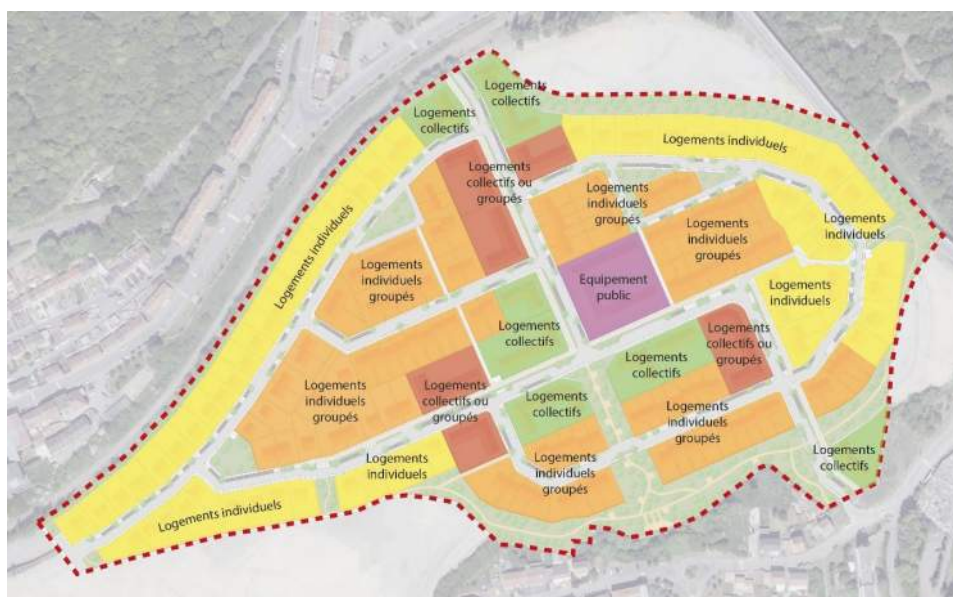 Logements
collectifs
Logements
collectifs
Logements individuels
Logements
collectifs ou
groupés
Logements
individuels
groupés
Logements
individuels
groupés
Logements
individuels
Logements individuels
Logements
individuels
groupés
Equipement
public
Logements
individuels
Logements
collectifs
Logements
collectifs ou
groupés
Logements
collectifs
Logements
individuels
groupés
Logements
collectifs ou
groupés
Logements
collectifs
Logements
individuels
groupés
Logements
individuels
Logements
individuels
groupés
Logements
collectifs
Logements individuels